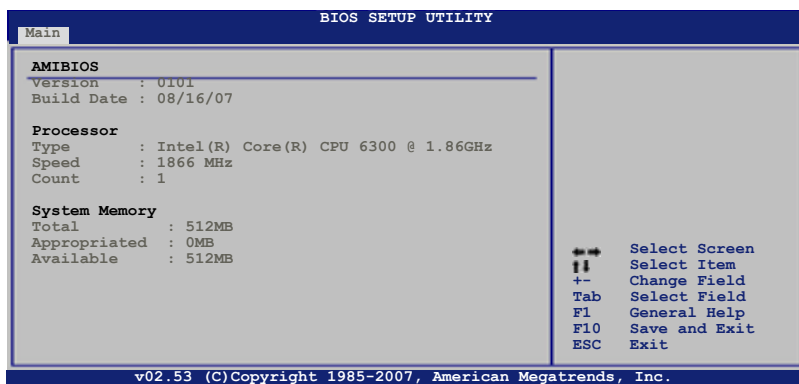 BIOS SETUP UTILITY
Main
AMIBIOS
Version : 0101
Build Date : 08/16/07
Processor
Type : Intel(R) Core(R) CPU 6300 @ 1.86GHz
Speed : 1866 MHz
Count : 1
System Memory
Total : 512MB
Appropriated : 0MB
Available : 512MB
←→ Select Screen
↑↓ Select Item
+- Change Field
Tab Select Field
F1 General Help
F10 Save and Exit
ESC Exit
v02.53 (C)Copyright 1985-2007, American Megatrends, Inc.